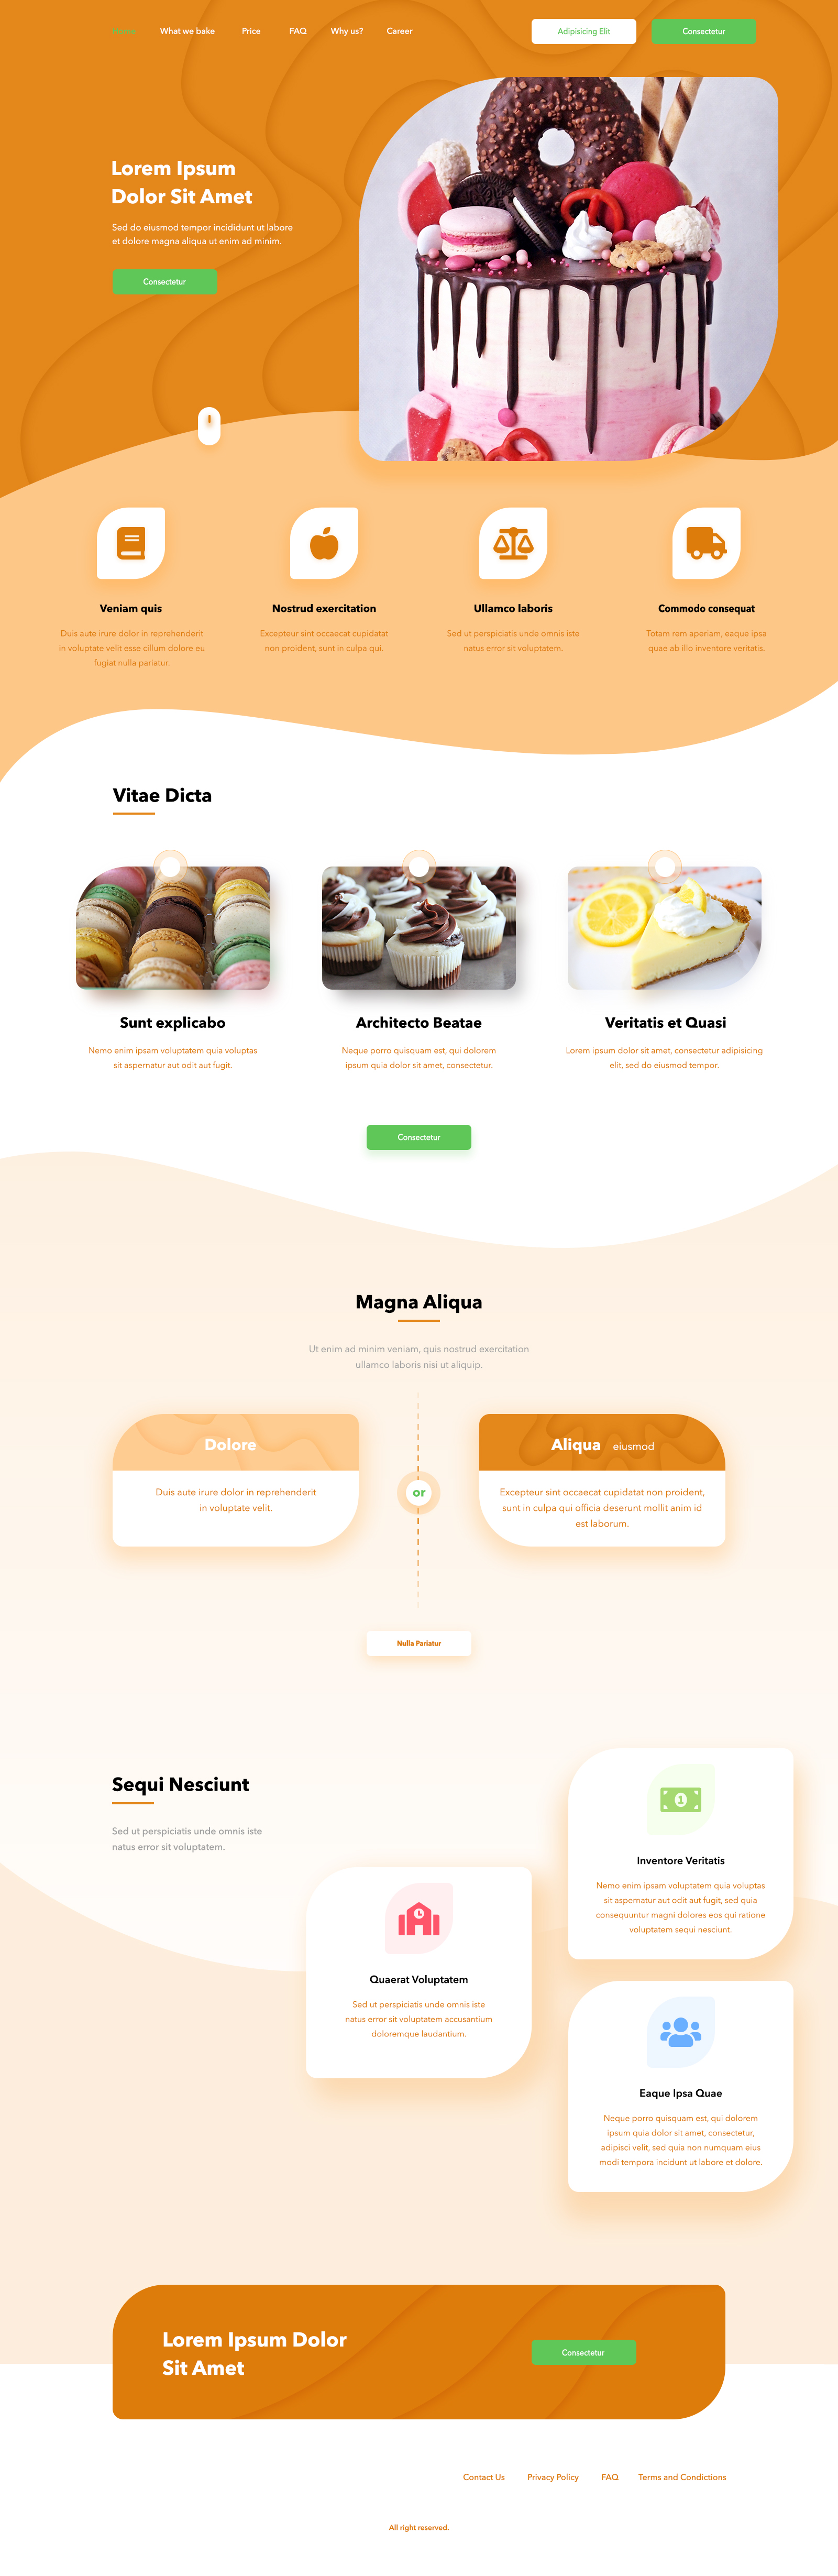 What we bake
Price
FAQ
Why us?
Career
Adipisicing Elit
Consectetur
Lorem Ipsum
Dolor Sit Amet
Sed do eiusmod tempor incididunt ut labore
et dolore magna aliqua ut enim ad minim.
Consectetur
Veniam quis
Duis aute irure dolor in reprehenderit
in voluptate velit esse cillum dolore eu
fugiat nulla pariatur.
Nostrud exercitation
Excepteur sint occaecat cupidatat
non proident, sunt in culpa qui.
Ullamco laboris
Sed ut perspiciatis unde omnis iste
natus error sit voluptatem.
Commodo consequat
Totam rem aperiam, eaque ipsa
quae ab illo inventore veritatis.
Vitae Dicta
Sunt explicabo
Nemo enim ipsam voluptatem quia voluptas
sit aspernatur aut odit aut fugit.
Architecto Beatae
Neque porro quisquam est, qui dolorem
ipsum quia dolor sit amet, consectetur.
Veritatis et Quasi
Lorem ipsum dolor sit amet, consectetur adipisicing
elit, sed do eiusmod tempor.
Consectetur
Magna Aliqua
Ut enim ad minim veniam, quis nostrud exercitation
ullamco laboris nisi ut aliquip.
Dolore
Duis aute irure dolor in reprehenderit
in voluptate velit.
or
Aliqua eiusmod
Excepteur sint occaecat cupidatat non proident,
sunt in culpa qui officia deserunt mollit anim id
est laborum.
Nulla Pariatur
Sequi Nesciunt
Sed ut perspiciatis unde omnis iste
natus error sit voluptatem.
Quaerat Voluptatem
Sed ut perspiciatis unde omnis iste
natus error sit voluptatem accusantium
doloremque laudantium.
1
Inventore Veritatis
Nemo enim ipsam voluptatem quia voluptas
sit aspernatur aut odit aut fugit, sed quia
consequuntur magni dolores eos qui ratione
voluptatem sequi nesciunt.
Eaque Ipsa Quae
Neque porro quisquam est, qui dolorem
ipsum quia dolor sit amet, consectetur,
adipisci velit, sed quia non numquam eius
modi tempora incidunt ut labore et dolore.
Lorem Ipsum Dolor
Sit Amet
Consectetur
Contact Us
Privacy Policy
FAQ
Terms and Condictions
All right reserved.